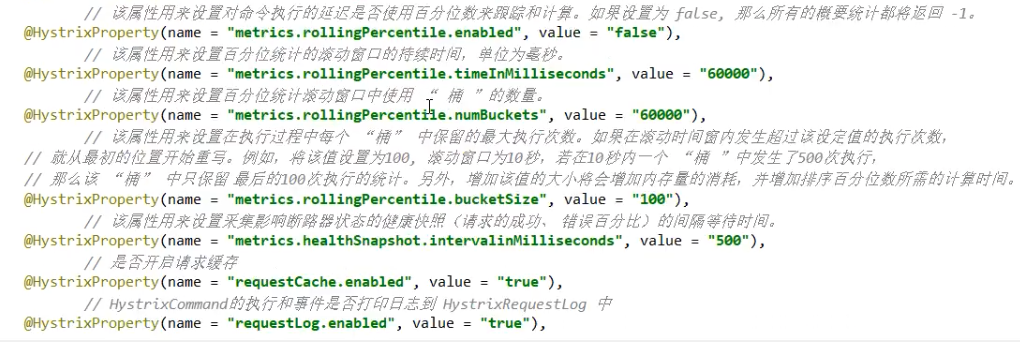 // 该属性用来设置对命令执行的延迟是否使用百分位数来跟踪和计算。如果设置为 false, 那么所有的概要统计都将返回 -1。
@HystrixProperty(name = "metrics.rollingPercentile.enabled", value = "false"),
// 该属性用来设置百分位统计的滚动窗口的持续时间，单位为毫秒。
@HystrixProperty(name = "metrics.rollingPercentile.timeInMilliseconds", value = "60000"),
// 该属性用来设置百分位统计滚动窗口中使用 “ 桶 ”的数量。
@HystrixProperty(name = "metrics.rollingPercentile.numBuckets", value = "60000"),
// 该属性用来设置在执行过程中每个 “桶” 中保留的最大执行次数。如果在滚动时间窗内发生超过该设定值的执行次数，
// 就从最初的位置开始重写。例如，将该值设置为100, 滚动窗口为10秒，若在10秒内一个 “桶 ”中发生了500次执行，
// 那么该 “桶” 中只保留 最后的100次执行的统计。另外，增加该值的大小将会增加内存量的消耗，并增加排序百分位数所需的计算时间。
@HystrixProperty(name = "metrics.rollingPercentile.bucketSize", value = "100"),
// 该属性用来设置采集影响断路器状态的健康快照（请求的成功、 错误百分比）的间隔等待时间。
@HystrixProperty(name = "metrics.healthSnapshot.intervalinMilliseconds", value = "500"),
// 是否开启请求缓存
@HystrixProperty(name = "requestCache.enabled", value = "true"),
// HystrixCommand的执行和事件是否打印日志到 HystrixRequestLog 中
@HystrixProperty(name = "requestLog.enabled", value = "true"),